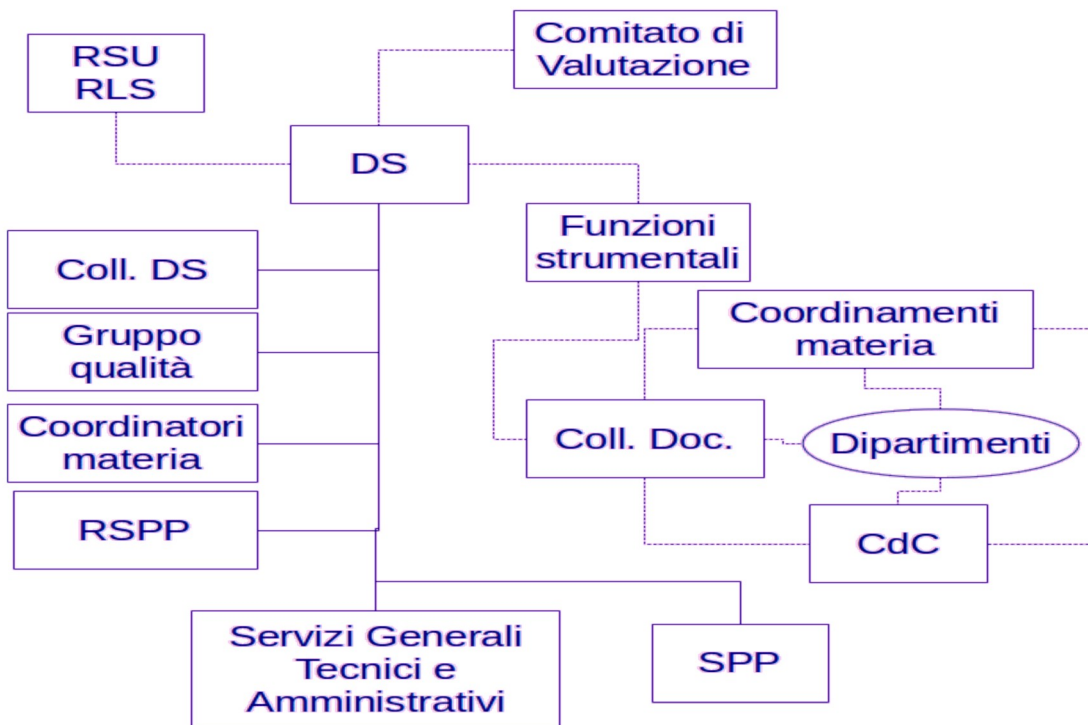 Comitato di
Valutazione
RSU
RLS
DS
Funzioni
strumentali
Coll. DS
Gruppo
qualità
Coordinatori
materia
RSPP
Coordinamenti
materia
Coll. Doc.
Dipartimenti
CdC
Servizi Generali
Tecnici e
Amministrativi
SPP